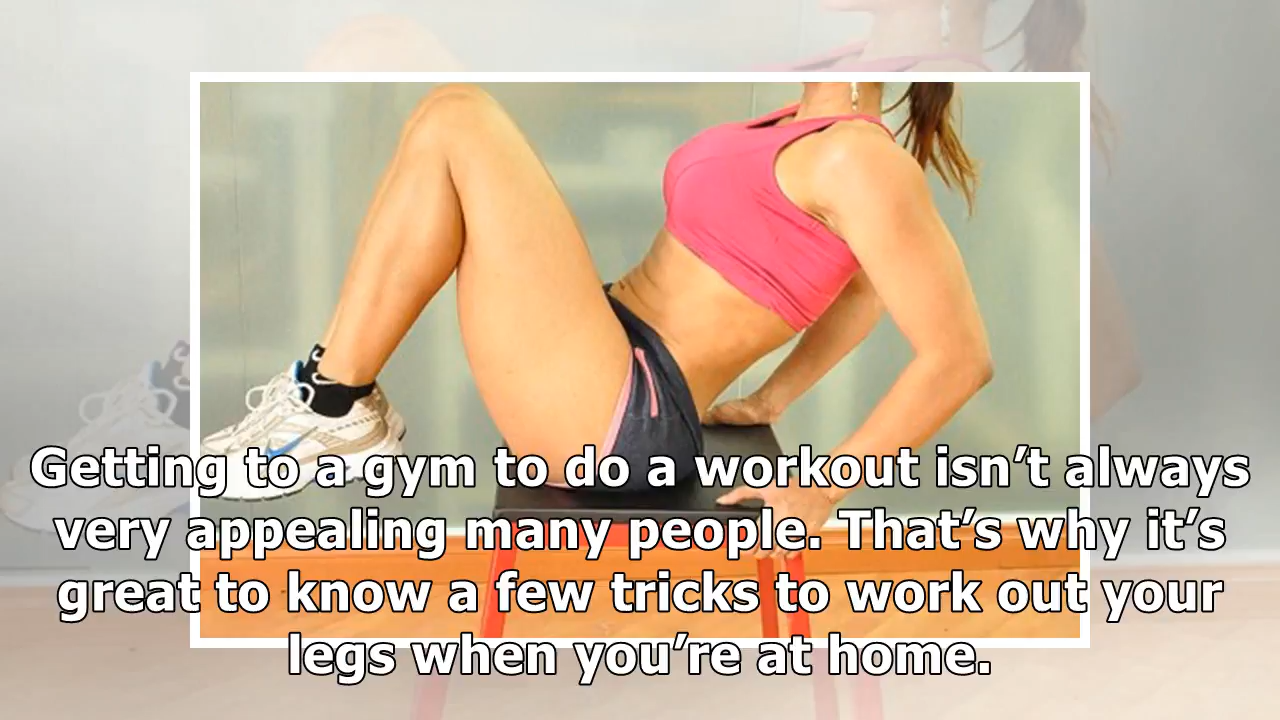 Getting to a gym to do a workout isn’t always
very appealing many people. That’s why it’s
great to know a few tricks to work out your
legs when you’re at home.